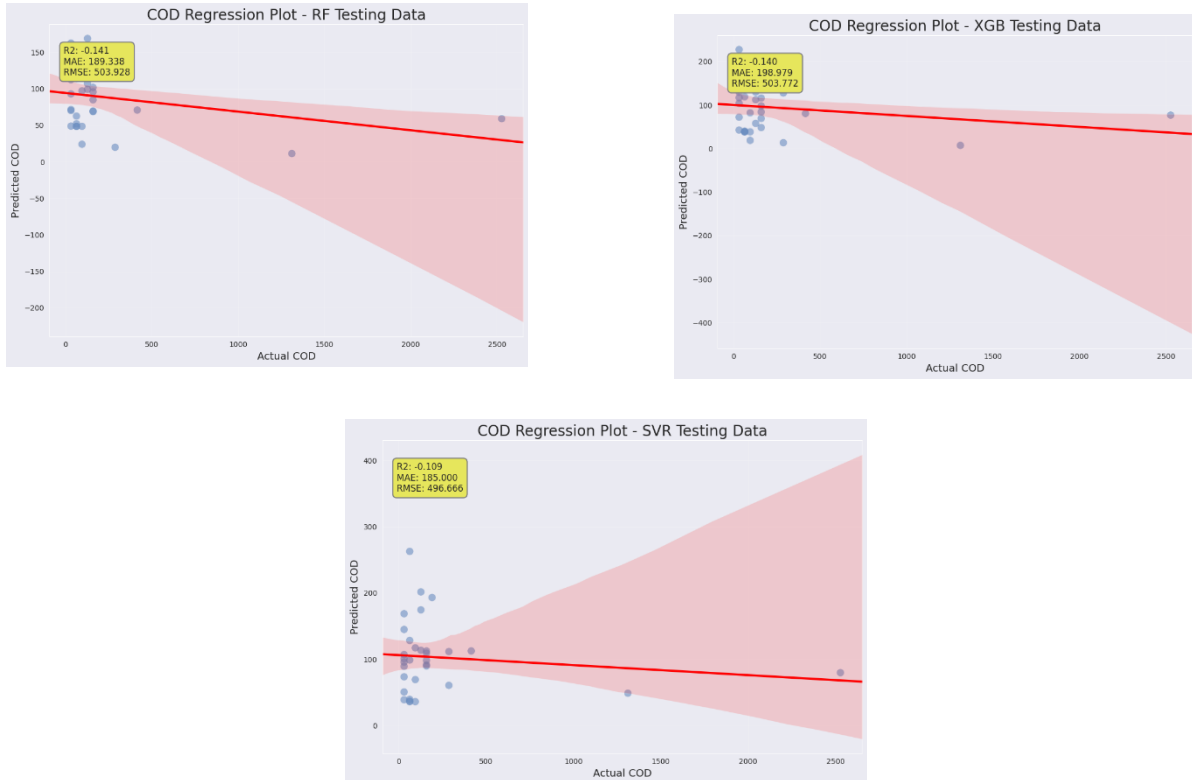 COD Regression Plot - RF Testing Data
R2: -0.141
MAE: 189.338
RMSE: 503.928
150
100
50
0
−50
−100
−150
−200
Predicted COD
0 500 1000 1500 2000 2500
Actual COD
COD Regression Plot - XGB Testing Data
R2: -0.140
MAE: 198.979
RMSE: 503.772
200
100
0
−100
−200
−300
−400
Predicted COD
0 500 1000 1500 2000 2500
Actual COD
COD Regression Plot - SVR Testing Data
R2: -0.109
MAE: 185.000
RMSE: 496.666
400
300
200
100
0
Predicted COD
0 500 1000 1500 2000 2500
Actual COD